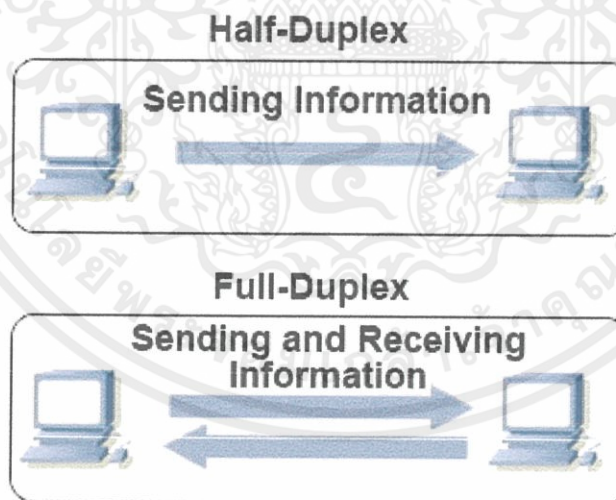 Half-Duplex
Sending Information
Full-Duplex
Sending and Receiving
Information